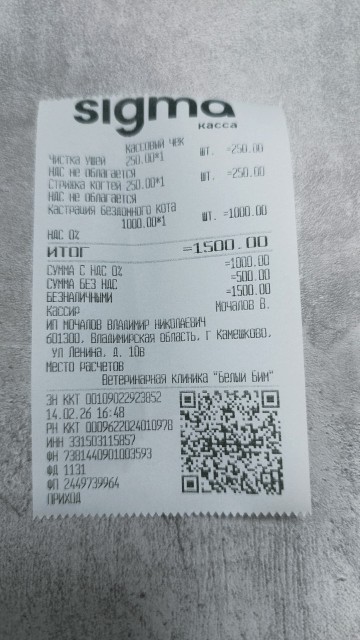 sigma
касса
КАССОВЫЙ ЧЕК
Чистка ушей 250.00*1 ШТ. =250.00
НДС не облагается
Стрижка когтей 250.00*1 ШТ. =250.00
НДС не облагается
Кастрация бездомного кота
1000.00*1 ШТ. =1000.00
НДС 0%
ИТОГ =1500.00
СУММА С НДС 0% =1000.00
СУММА БЕЗ НДС =500.00
БЕЗНАЛИЧНЫМИ =1500.00
Кассир Мочалов В.
ИП МОЧАЛОВ ВЛАДИМИР НИКОЛАЕВИЧ
601300, Владимирская область, г Камешково,
ул Ленина, д. 10в
Место расчетов
Ветеринарная клиника "Белый Бим"
ЗН ККТ 00109022923852
14.02.26 16:48
РН ККТ 0009622024010978
ИНН 331503115857
ФН 7381440901003593
ФД 1131
ФП 2449739964
ПРИХОД